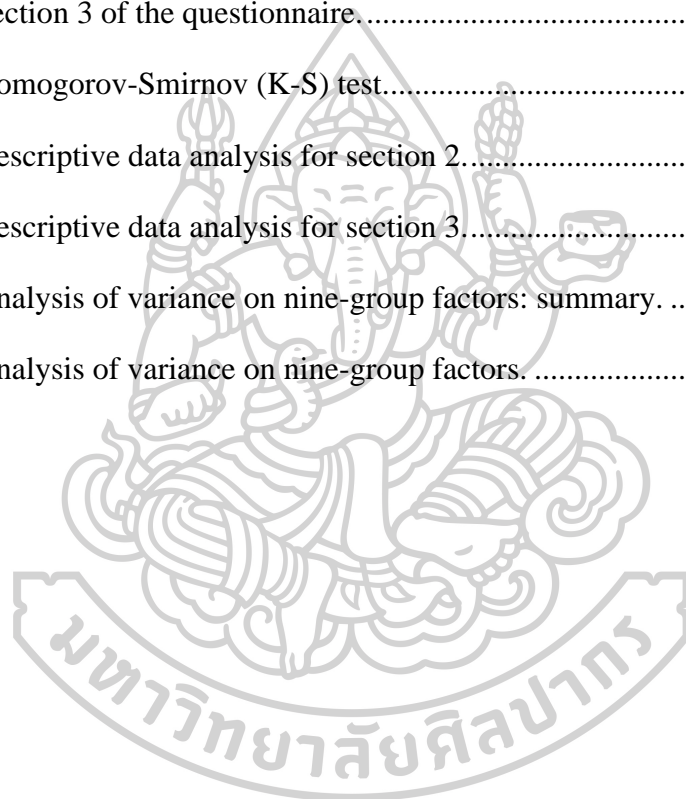 ection 3 of the questionnaire.......................................
omogorov-Smirnov (K-S) test.....................................
escriptive data analysis for section 2...........................
escriptive data analysis for section 3...........................
nalysis of variance on nine-group factors: summary. ..
nalysis of variance on nine-group factors. ...................
มหาวิทยาลัยศิลปากร